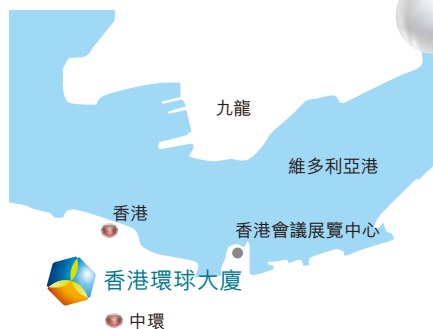 九龍
維多利亞港
香港
香港會議展覽中心
香港環球大廈
中環